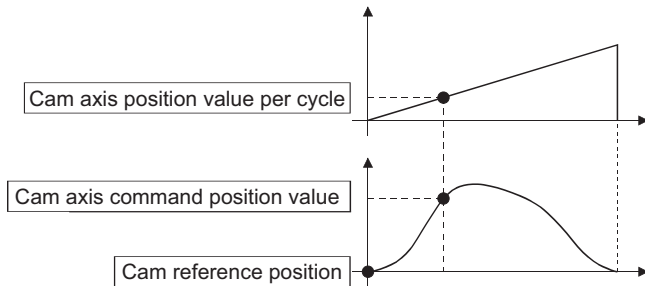 Cam axis position value per cycle
Cam axis command position value
Cam reference position